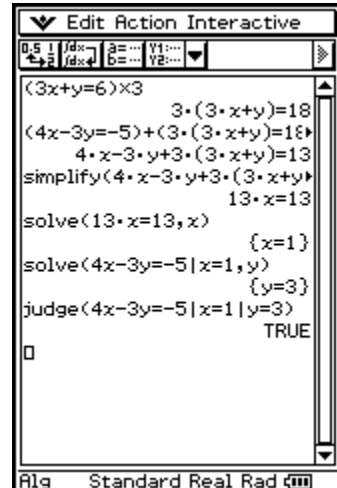 Edit Action Interactive
(3x+y=6)×3
3·(3·x+y)=18
(4x-3y=-5)+(3·(3·x+y)=18
4·x-3·y+3·(3·x+y)=13
simplify(4·x-3·y+3·(3·x+y
13·x=13
solve(13·x=13,x)
{x=1}
solve(4x-3y=-5|x=1,y)
{y=3}
judge(4x-3y=-5|x=1|y=3)
TRUE
Alg Standard Real Rad